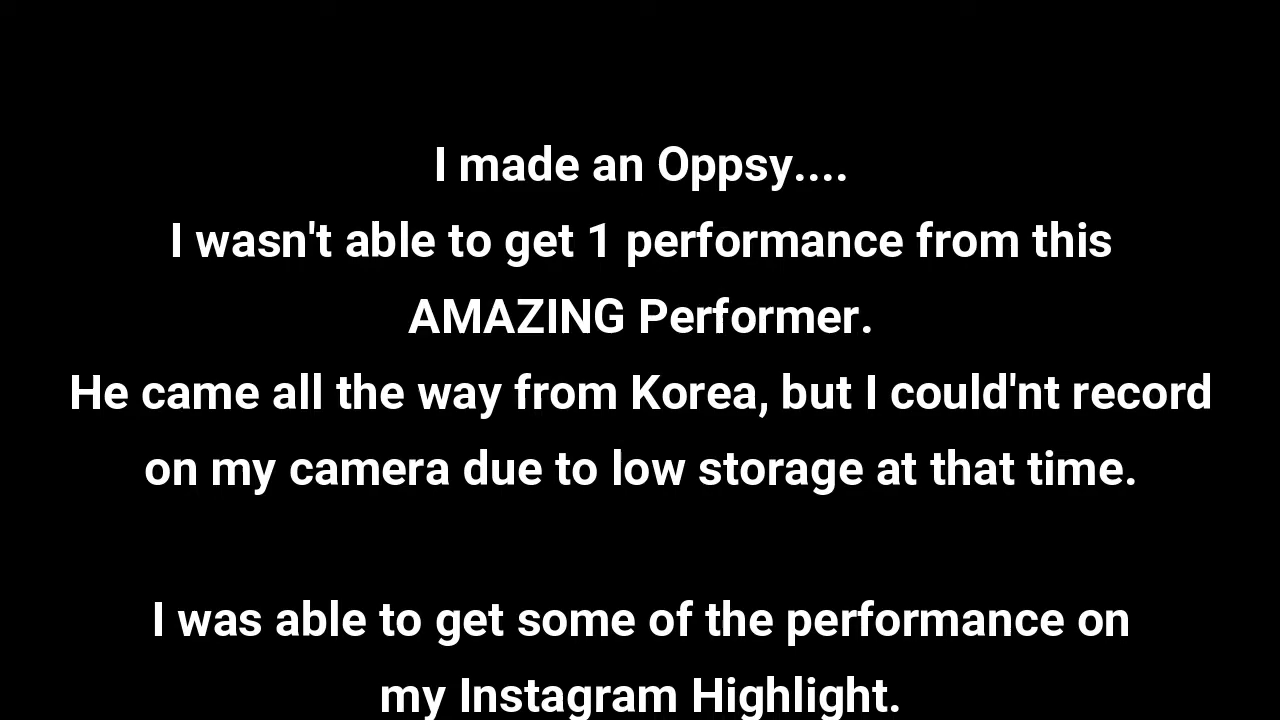 I made an Oppsy....
I wasn't able to get 1 performance from this
AMAZING Performer.
He came all the way from Korea, but I could'nt record
on my camera due to low storage at that time.
I was able to get some of the performance on
my Instagram Highlight.